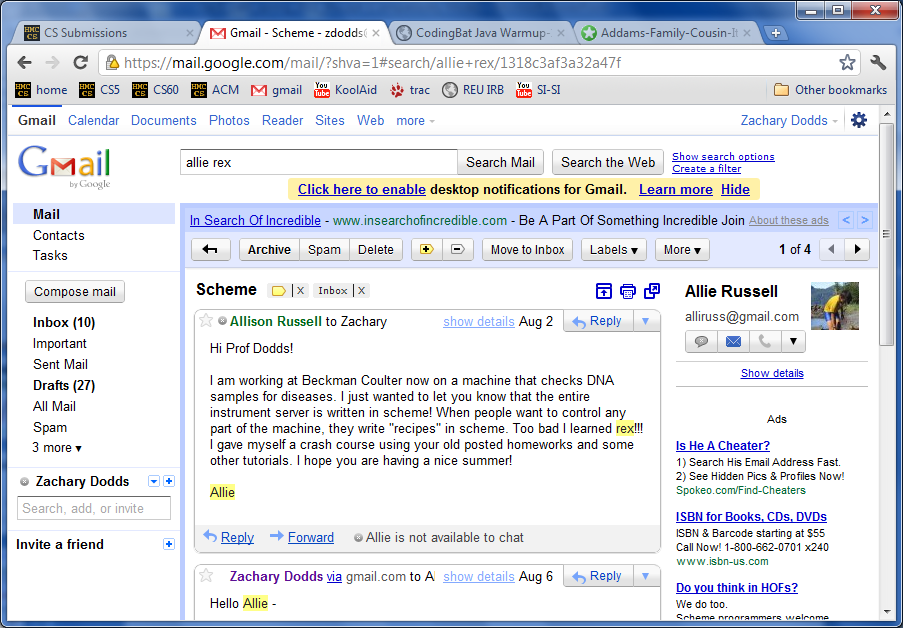 CS Submissions
Gmail - Scheme - zdodds
CodingBat Java Warmup-
Addams-Family-Cousin-It
https://mail.google.com/mail/?shva=1#search/allie+rex/1318c3af3a32a47f
home CS5 CS60 ACM gmail KoolAid trac REU IRB SI-SI Other bookmarks
Gmail Calendar Documents Photos Reader Sites Web more Zachary Dodds
Gmail
by Google
allie rex Search Mail Search the Web
Show search options
Create a filter
Click here to enable desktop notifications for Gmail. Learn more Hide
Mail
Contacts
Tasks
Compose mail
Inbox (10)
Important
Sent Mail
Drafts (27)
All Mail
Spam
3 more
Zachary Dodds
Search, add, or invite
Invite a friend
In Search Of Incredible - www.insearchofincredible.com - Be A Part Of Something Incredible Join About these ads < >
Archive Spam Delete Move to Inbox Labels More 1 of 4
Scheme X Inbox X
Allison Russell to Zachary show details Aug 2 Reply
Hi Prof Dodds!
I am working at Beckman Coulter now on a machine that checks DNA
samples for diseases. I just wanted to let you know that the entire
instrument server is written in scheme! When people want to control any
part of the machine, they write "recipes" in scheme. Too bad I learned rex!!!
I gave myself a crash course using your old posted homeworks and some
other tutorials. I hope you are having a nice summer!
Allie
Reply Forward Allie is not available to chat
Zachary Dodds via gmail.com to Al show details Aug 6 Reply
Hello Allie -
Allie Russell
alliruss@gmail.com
Show details
Ads
Is He A Cheater?
1) Search His Email Address Fast.
2) See Hidden Pics & Profiles Now!
Spokeo.com/Find-Cheaters
ISBN for Books, CDs, DVDs
ISBN & Barcode starting at $55
Call Now! 1-800-662-0701 x240
www.isbn-us.com
Do you think in HOFs?
We do too.
Scheme programmers welcome